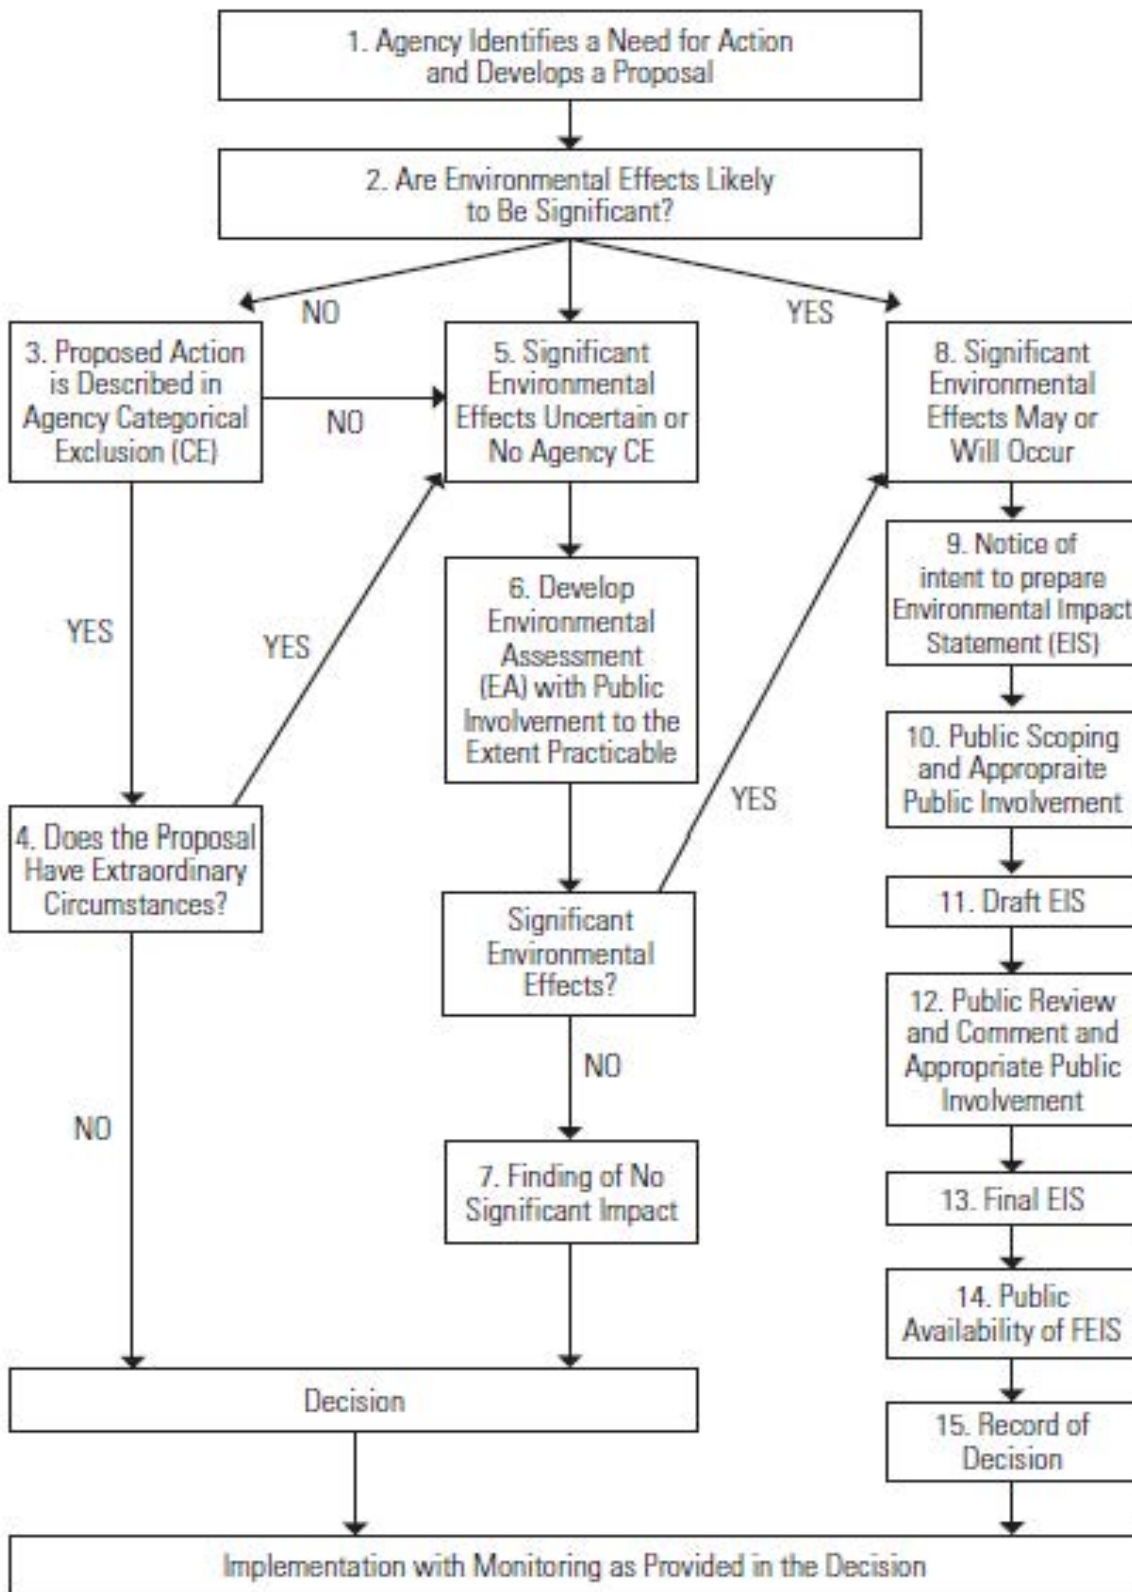 1. Agency Identifies a Need for Action
and Develops a Proposal
2. Are Environmental Effects Likely
to Be Significant?
NO
YES
3. Proposed Action
is Described in
Agency Categorical
Exclusion (CE)
NO
5. Significant
Environmental
Effects Uncertain or
No Agency CE
8. Significant
Environmental
Effects May or
Will Occur
9. Notice of
intent to prepare
Environmental Impact
Statement (EIS)
YES
YES
6. Develop
Environmental
Assessment
(EA) with Public
Involvement to the
Extent Practicable
10. Public Scoping
and Appropraite
Public Involvement
YES
4. Does the Proposal
Have Extraordinary
Circumstances?
Significant
Environmental
Effects?
11. Draft EIS
12. Public Review
and Comment and
Appropriate Public
Involvement
NO
NO
7. Finding of No
Significant Impact
13. Final EIS
14. Public
Availability of FEIS
Decision
15. Record of
Decision
Implementation with Monitoring as Provided in the Decision